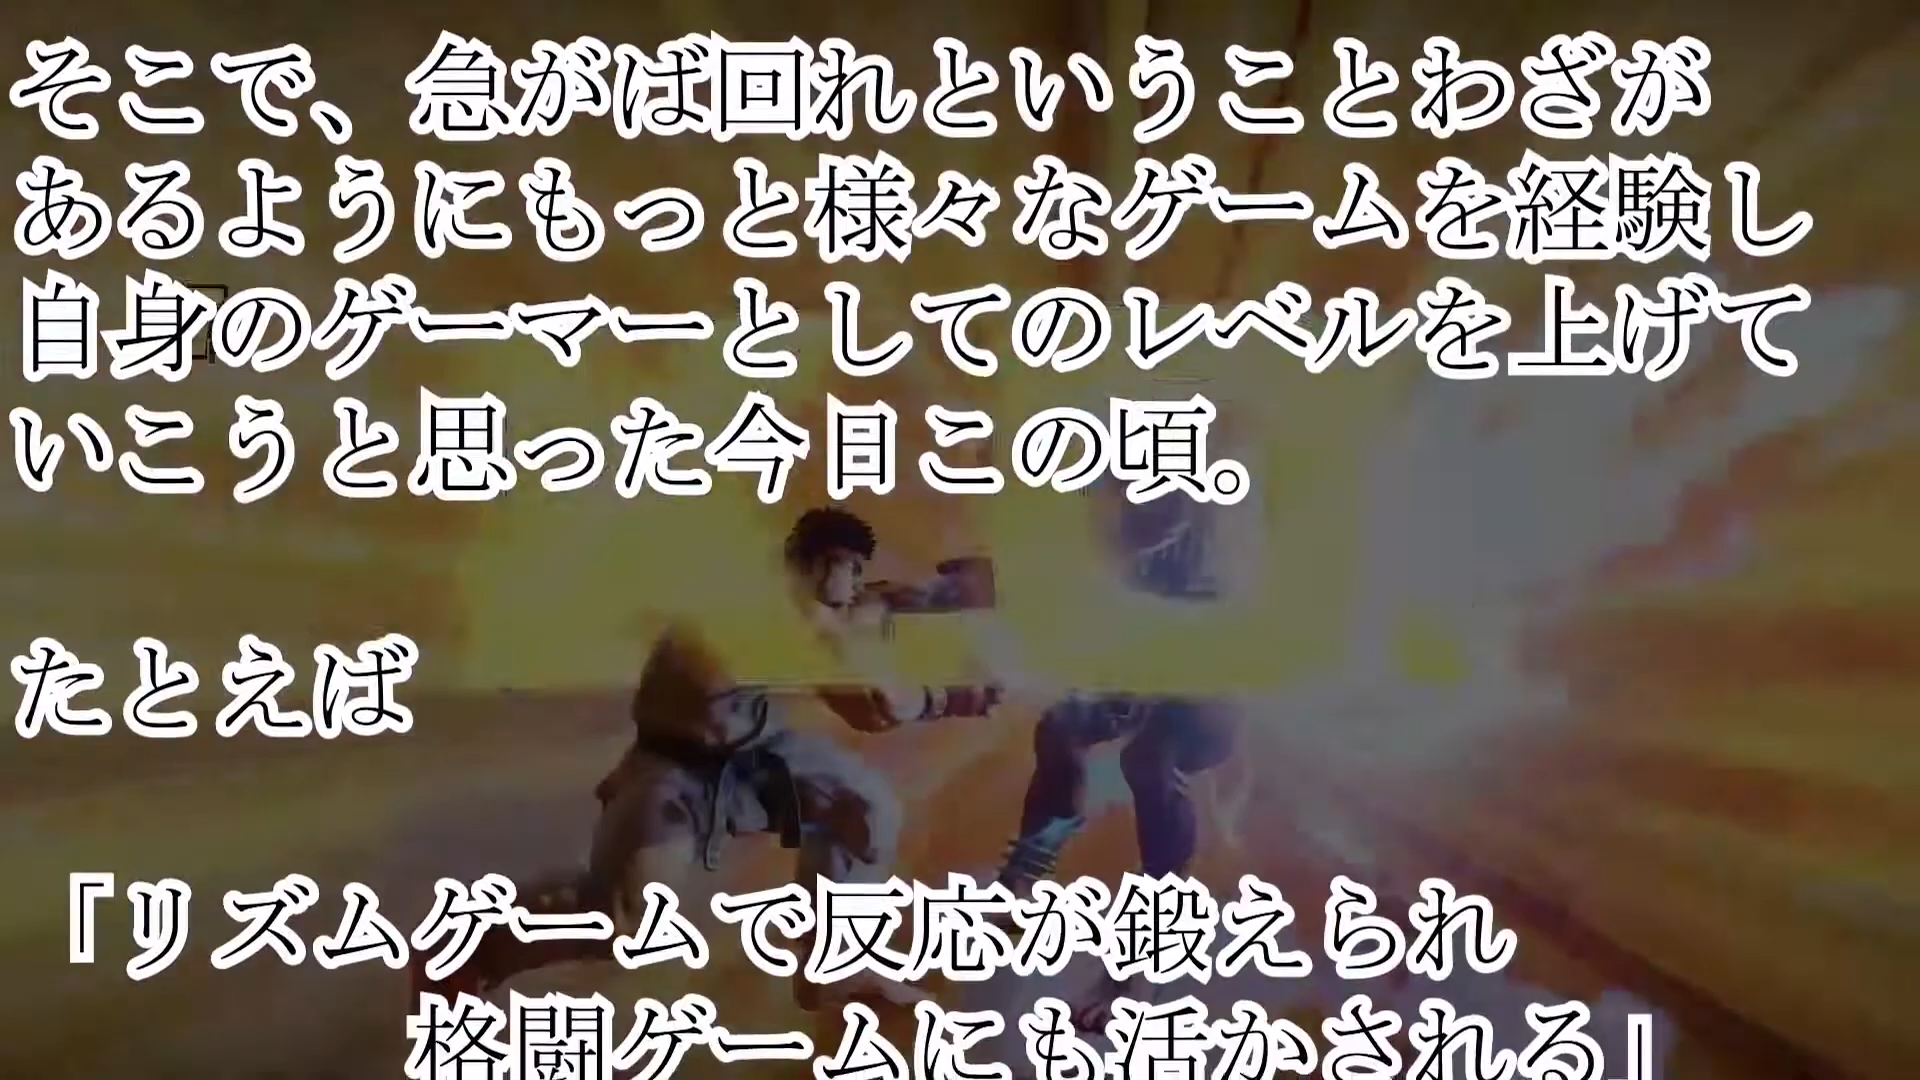 そこで、急がば回れということわざが
あるようにもっと様々なゲームを経験し
自身のゲーマーとしてのレベルを上げて
いこうと思った今日この頃。
たとえば
「リズムゲームで反応が鍛えられ
格闘ゲームにも活かされる」